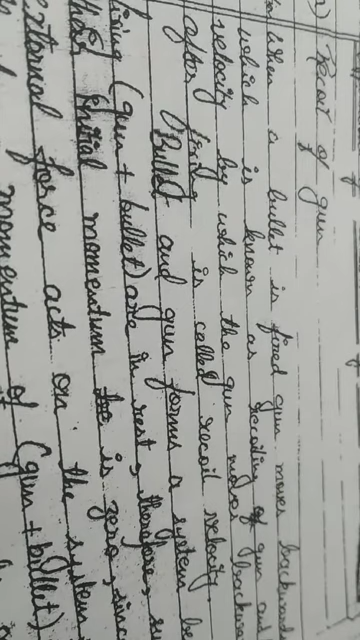 Recoil of gun
when a bullet is fired gun moves backward
which is known as recoiling of gun and
velocity by which the gun moves backward
after firing is called recoil velocity
Bullet and gun forms a system be
firing (gun + bullet) are in rest, therefore, su
their initial momentum is zero, sinc
external force acts on the system
momentum of (gun + bullet)